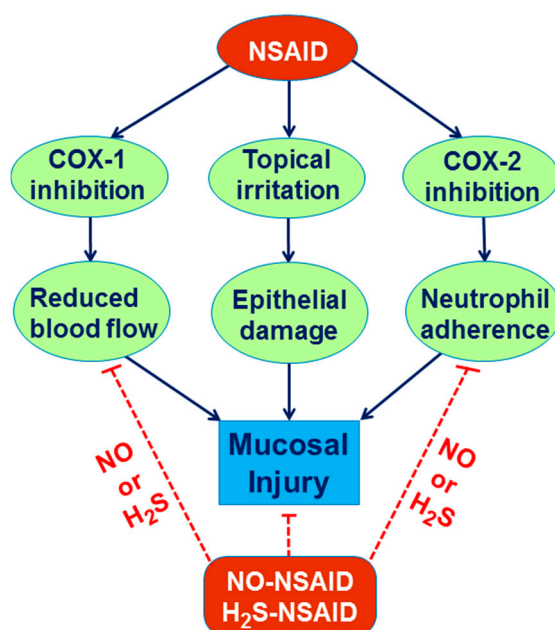 NSAID
COX-1
inhibition
Topical
irritation
COX-2
inhibition
Reduced
blood flow
Epithelial
damage
Neutrophil
adherence
Mucosal
Injury
NO
or
H₂S
NO
or
H₂S
NO-NSAID
H₂S-NSAID